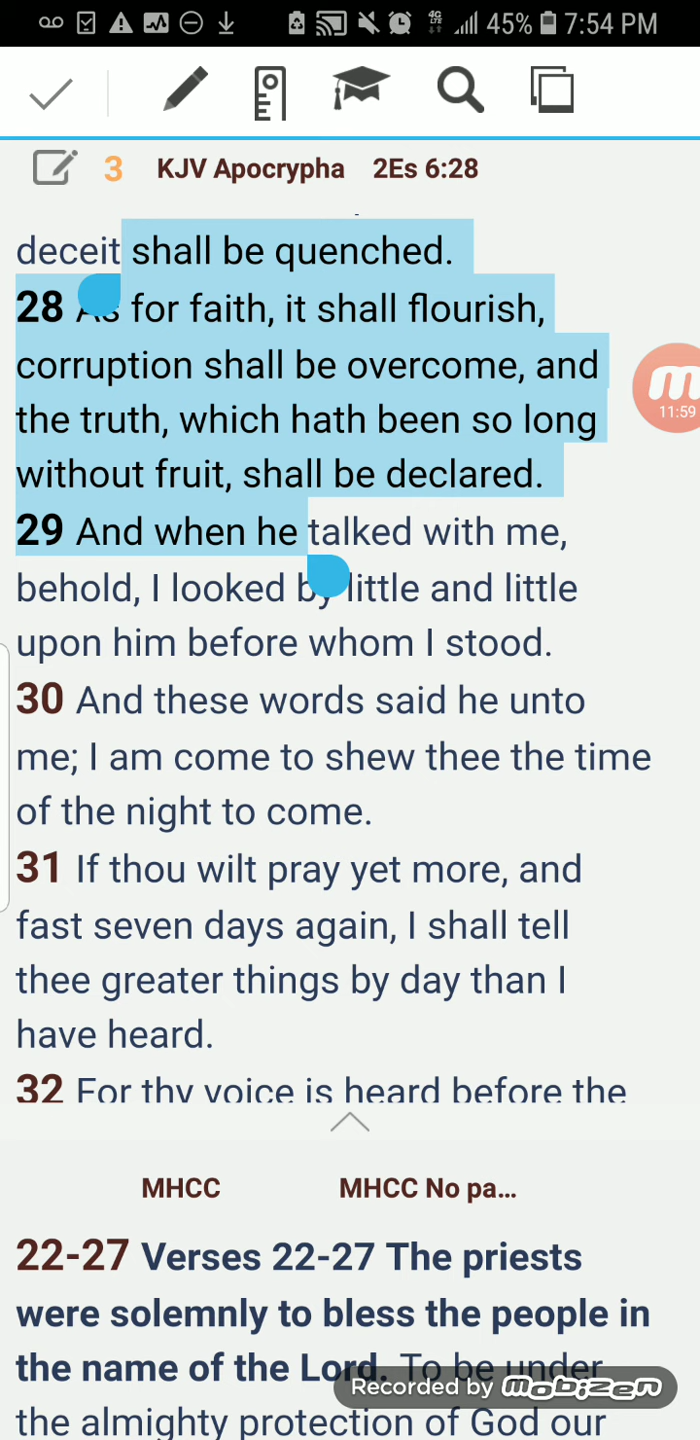 4G
LTE
45%
7:54 PM
3 KJV Apocrypha 2Es 6:28
deceit shall be quenched.
28 As for faith, it shall flourish,
corruption shall be overcome, and
the truth, which hath been so long
without fruit, shall be declared.
29 And when he talked with me,
behold, I looked by little and little
upon him before whom I stood.
30 And these words said he unto
me; I am come to shew thee the time
of the night to come.
31 If thou wilt pray yet more, and
fast seven days again, I shall tell
thee greater things by day than I
have heard.
32 For thy voice is heard before the
m
11:59
MHCC MHCC No pa...
22-27 Verses 22-27 The priests
were solemnly to bless the people in
the name of the Lord. To be under
Recorded by mobizen
the almighty protection of God our